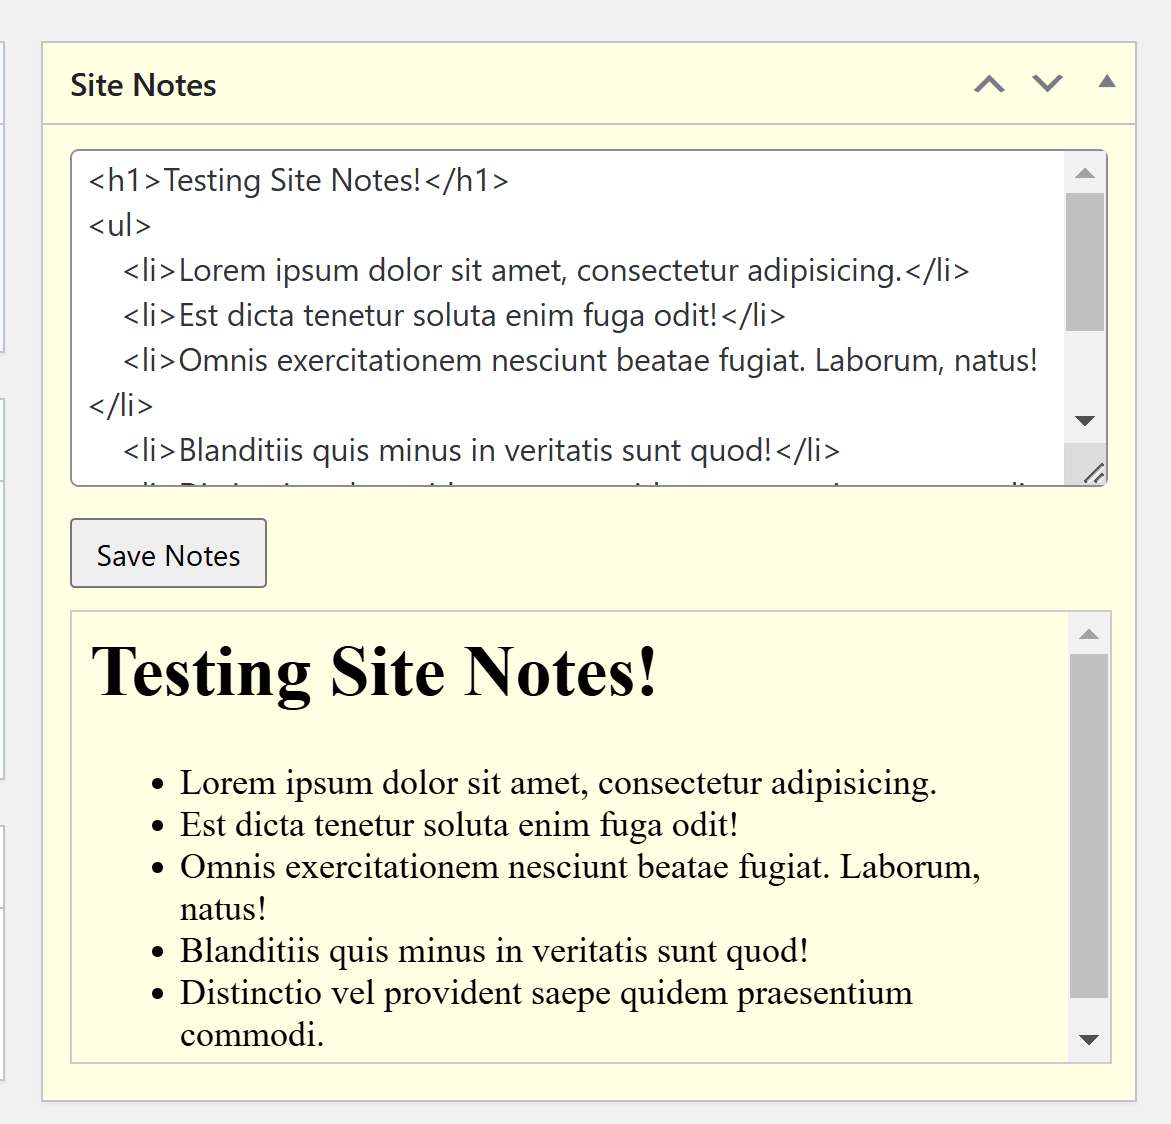 Site Notes
<h1>Testing Site Notes!</h1>
<ul>
<li>Lorem ipsum dolor sit amet, consectetur adipisicing.</li>
<li>Est dicta tenetur soluta enim fuga odit!</li>
<li>Omnis exercitationem nesciunt beatae fugiat. Laborum, natus!
</li>
<li>Blanditiis quis minus in veritatis sunt quod!</li>
Save Notes
Testing Site Notes!
• Lorem ipsum dolor sit amet, consectetur adipisicing.
• Est dicta tenetur soluta enim fuga odit!
• Omnis exercitationem nesciunt beatae fugiat. Laborum,
natus!
• Blanditiis quis minus in veritatis sunt quod!
• Distinctio vel provident saepe quidem praesentium
commodi.